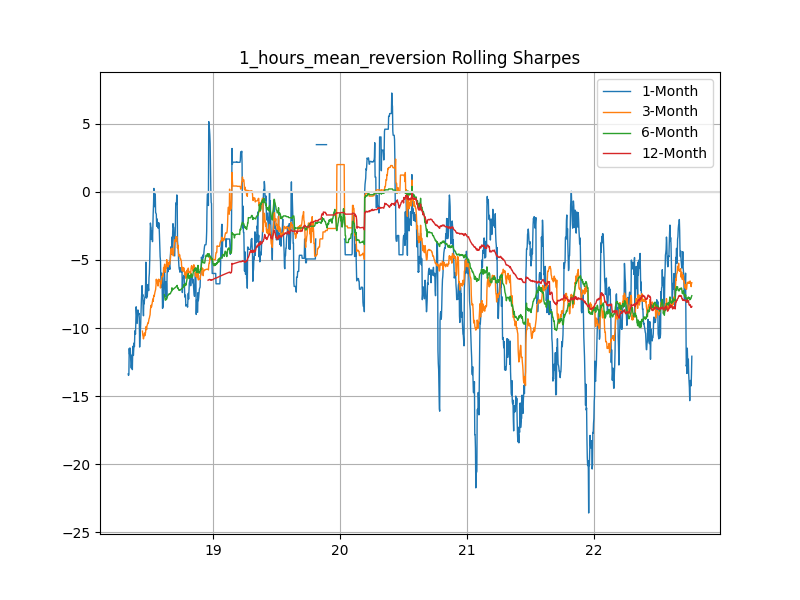 1_hours_mean_reversion Rolling Sharpes
1-Month
3-Month
6-Month
12-Month
5
0
−5
−10
−15
−20
−25
19
20
21
22